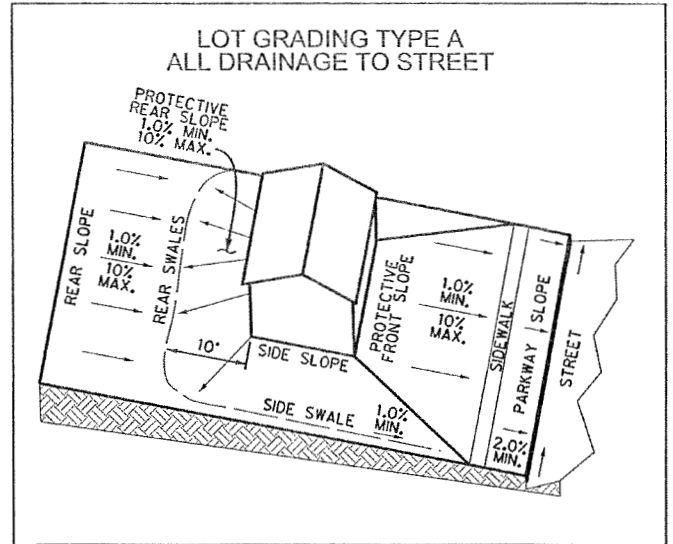 LOT GRADING TYPE A
ALL DRAINAGE TO STREET
PROTECTIVE
REAR SLOPE
1.0% MIN.
10% MAX.
REAR SLOPE
1.0%
MIN.
10%
MAX.
REAR SWALES
10°
SIDE SLOPE
SIDE SWALE
1.0%
MIN.
PROTECTIVE
FRONT SLOPE
1.0%
MIN.
10%
MAX.
SIDEWALK
PARKWAY SLOPE
2.0%
MIN.
STREET